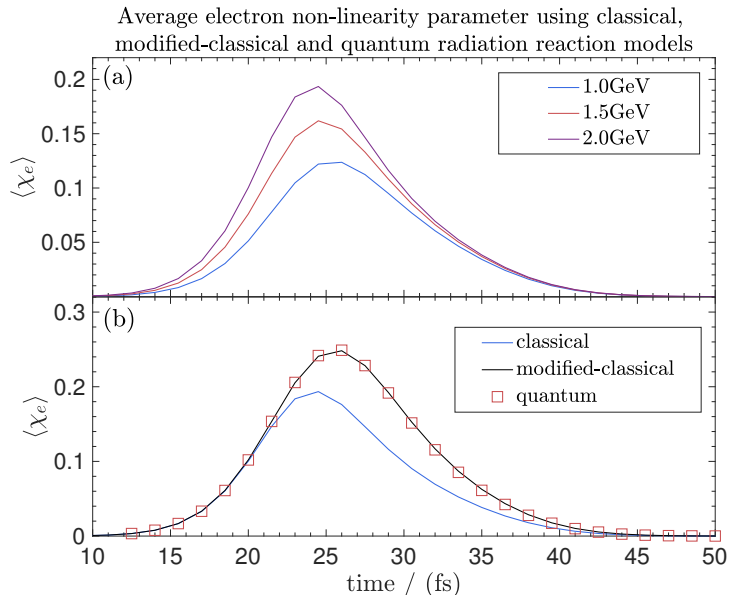 Average electron non-linearity parameter using classical,
modified-classical and quantum radiation reaction models
(a)
0.2
0.15
0.1
0.05
⟨χe⟩
1.0GeV
1.5GeV
2.0GeV
(b)
0.3
0.2
0.1
0
⟨χe⟩
classical
modified-classical
quantum
10 15 20 25 30 35 40 45 50
time / (fs)